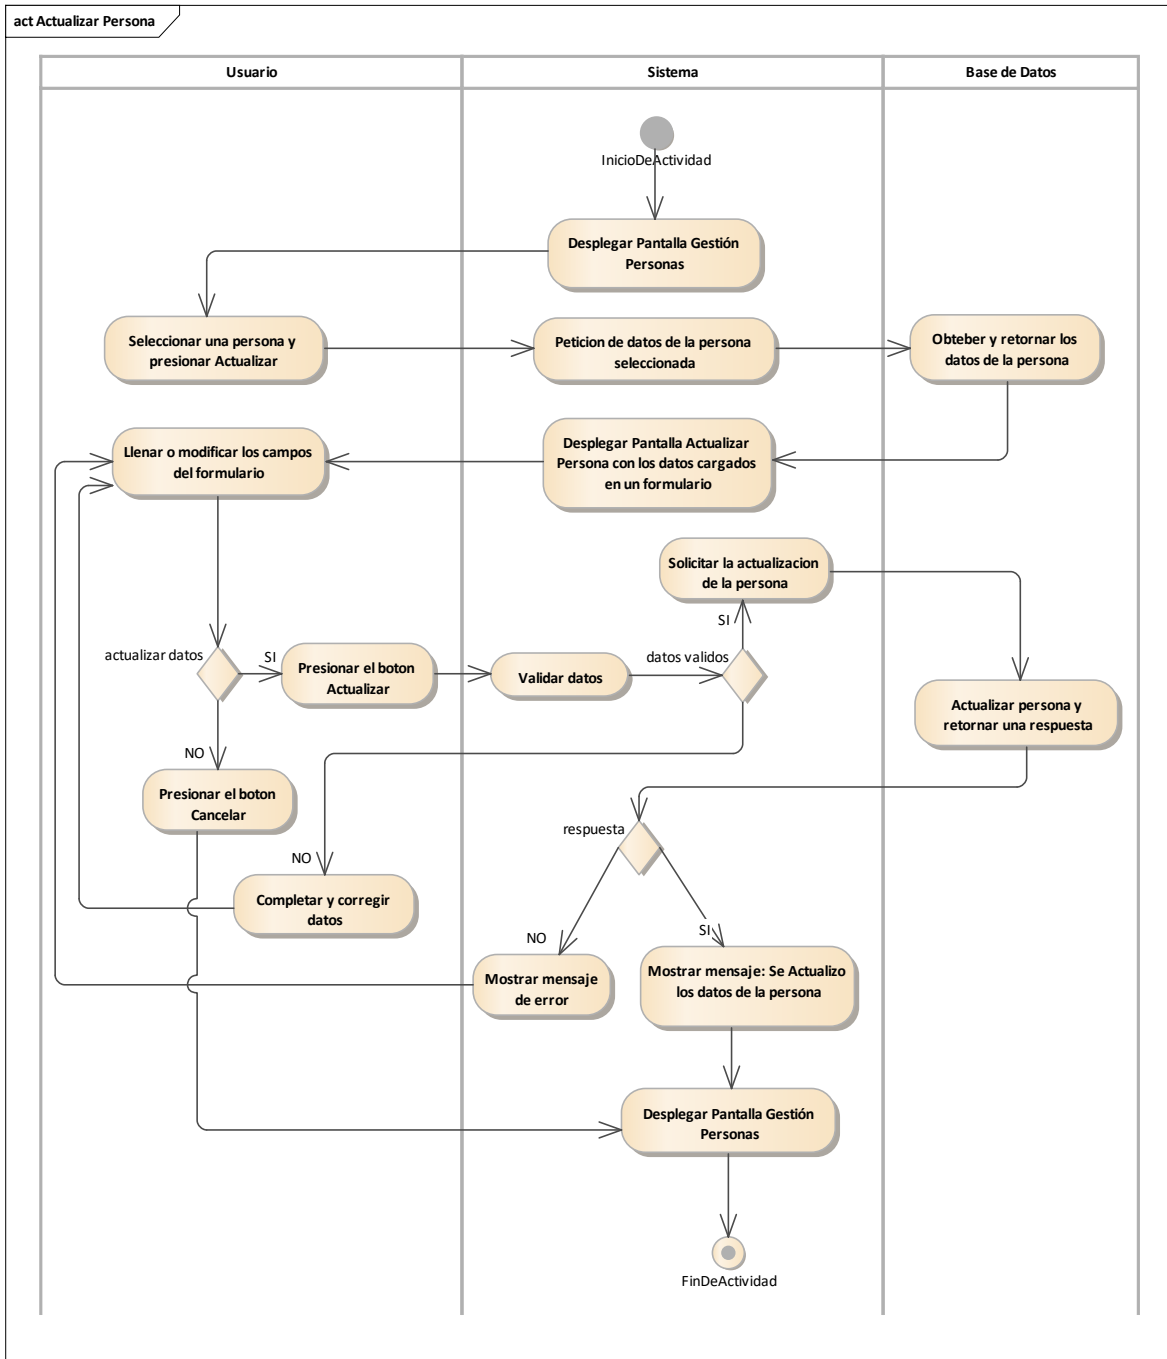 act Actualizar Persona
Usuario
Sistema
Base de Datos
InicioDeActividad
Desplegar Pantalla Gestión
Personas
Seleccionar una persona y
presionar Actualizar
Peticion de datos de la persona
seleccionada
Obteber y retornar los
datos de la persona
Llenar o modificar los campos
del formulario
Desplegar Pantalla Actualizar
Persona con los datos cargados
en un formulario
Solicitar la actualizacion
de la persona
SI
actualizar datos
SI
Presionar el boton
Actualizar
Validar datos
datos validos
Actualizar persona y
retornar una respuesta
NO
Presionar el boton
Cancelar
respuesta
NO
Completar y corregir
datos
NO
SI
Mostrar mensaje
de error
Mostrar mensaje: Se Actualizo
los datos de la persona
Desplegar Pantalla Gestión
Personas
FinDeActividad